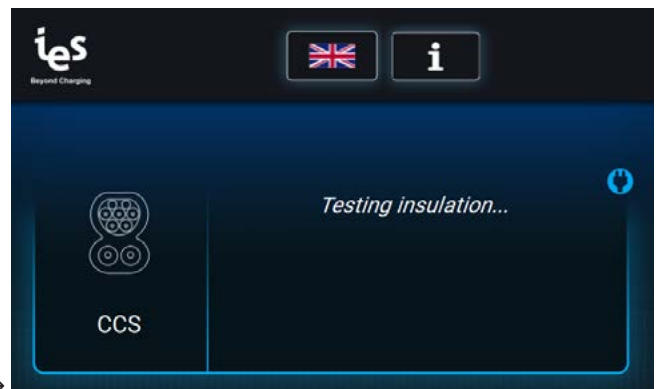 ies
Beyond Charging
i
Testing insulation...
CCS